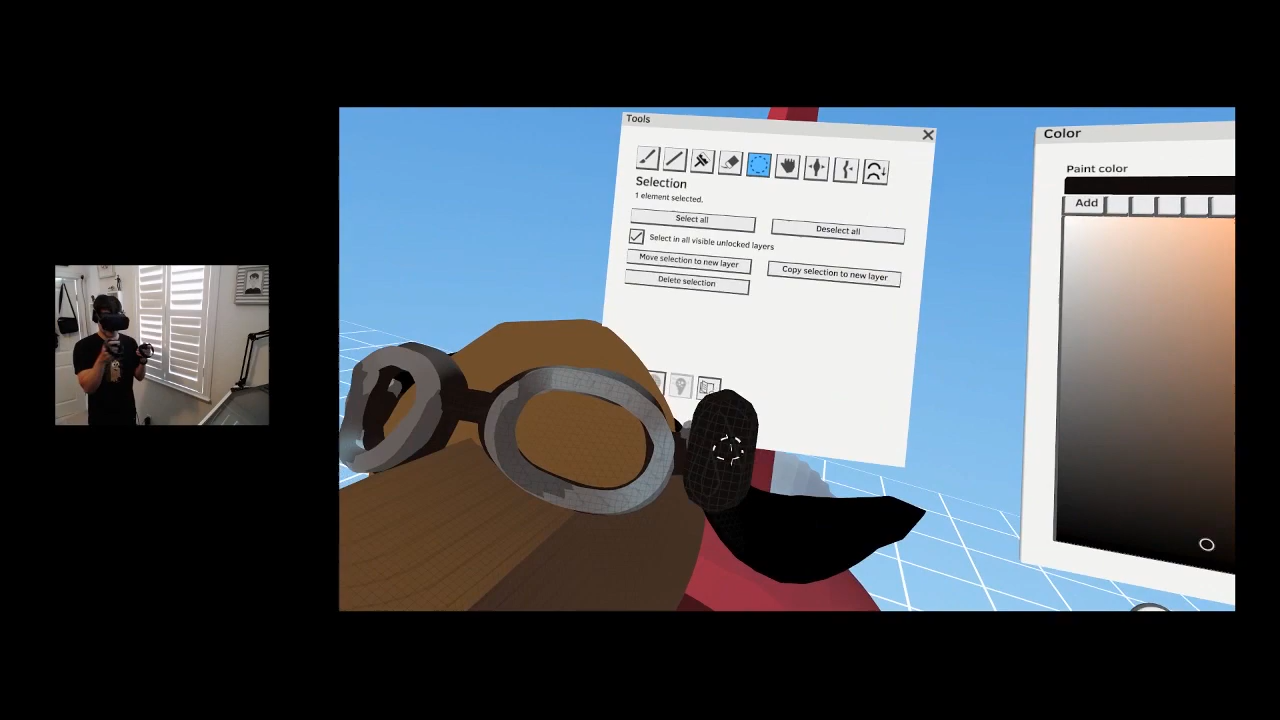 Tools
Selection
1 element selected.
Select all
Deselect all
Select in all visible unlocked layers
Move selection to new layer
Copy selection to new layer
Delete selection
Color
Paint color
Add